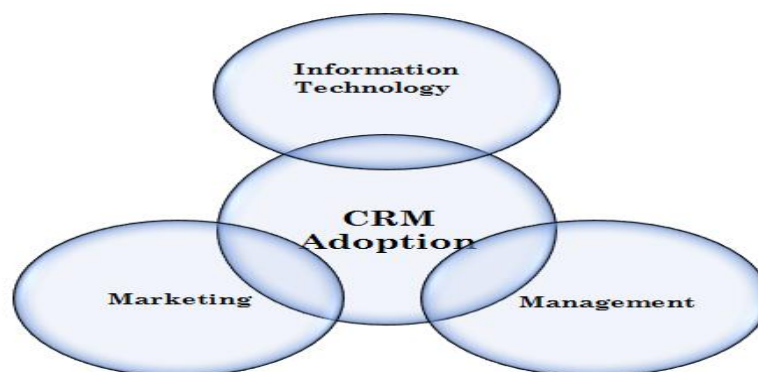 Information
Technology
CRM
Adoption
Marketing
Management